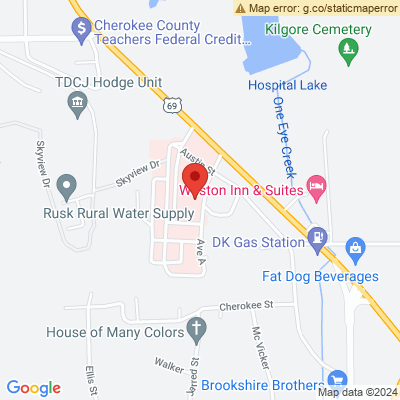 Map error: g.co/staticmaperror
Cherokee County
Teachers Federal Credit...
Kilgore Cemetery
TDCJ Hodge Unit
Hospital Lake
69
One Eye Creek
Austin St
Skyview Dr
Skyview Dr
Weston Inn & Suites
Rusk Rural Water Supply
Ave A
DK Gas Station
Fat Dog Beverages
Cherokee St
House of Many Colors
Mc Vicker
Walker
Ellis St
Jerred St
Brookshire Brothers
Google
Map data ©2024